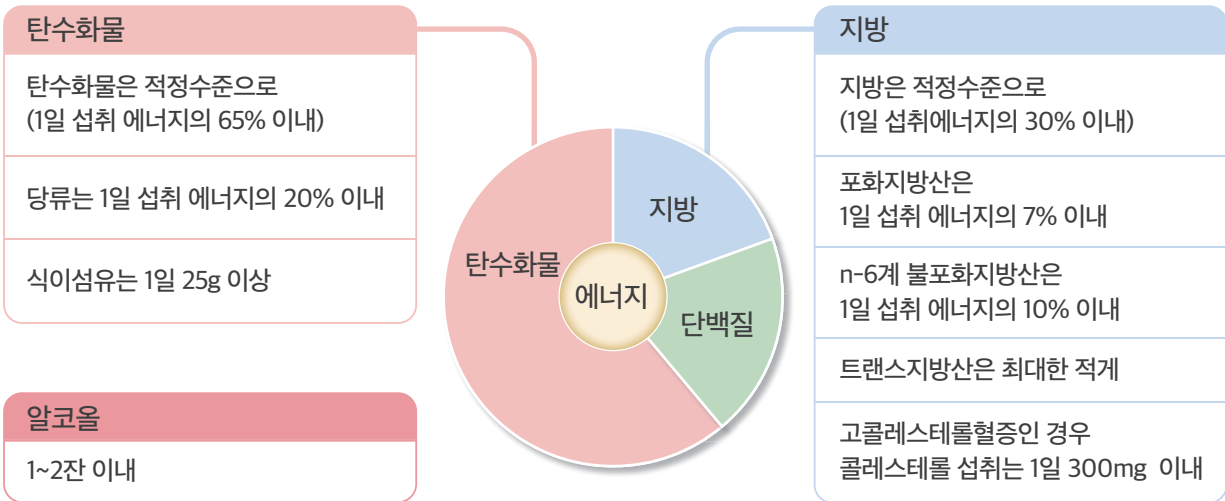 탄수화물
탄수화물은 적정수준으로
(1일 섭취 에너지의 65% 이내)
당류는 1일 섭취 에너지의 20% 이내
식이섬유는 1일 25g 이상
알코올
1~2잔 이내
지방
단백질
탄수화물
에너지
지방
지방은 적정수준으로
(1일 섭취에너지의 30% 이내)
포화지방산은
1일 섭취 에너지의 7% 이내
n-6계 불포화지방산은
1일 섭취 에너지의 10% 이내
트랜스지방산은 최대한 적게
고콜레스테롤혈증인 경우
콜레스테롤 섭취는 1일 300mg 이내